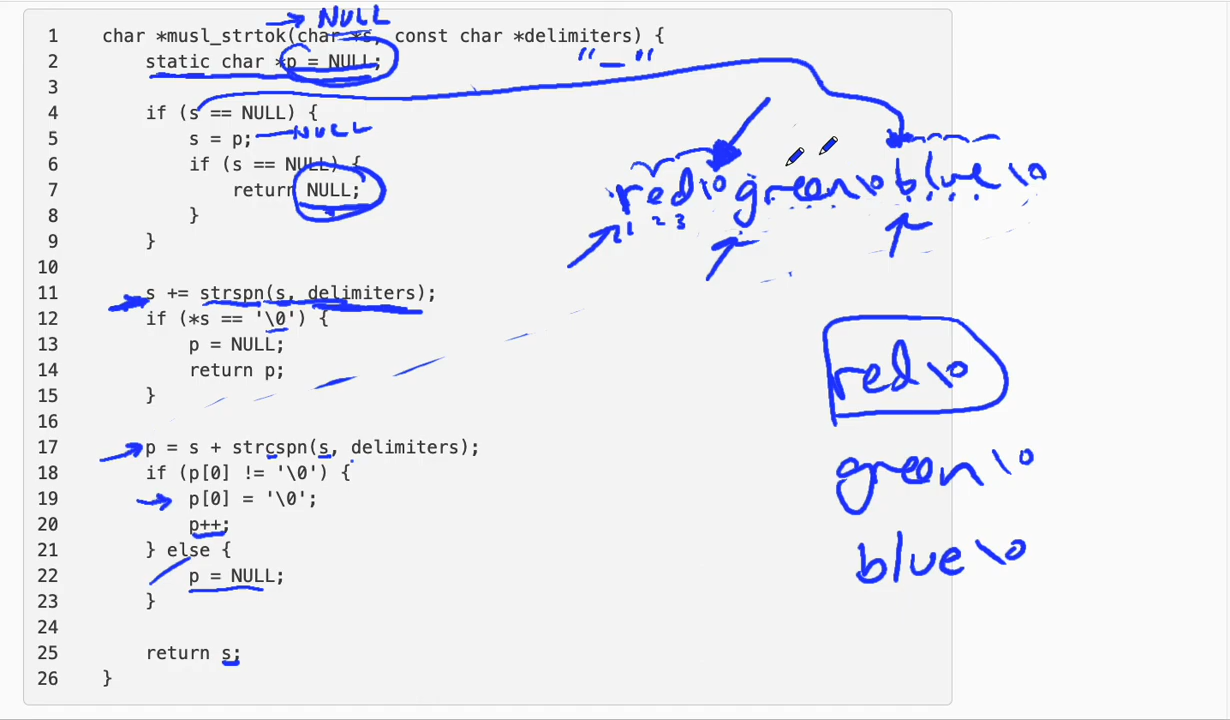 NULL
1 char *musl_strtok(char *s, const char *delimiters) {
2 static char *p = NULL;
"_"
3
4 if (s == NULL) {
5 s = p; NULL
6 if (s == NULL) {
7 return NULL;
8 }
9 }
red\0green\0blue\0
1 2 3
10
11 s += strspn(s, delimiters);
12 if (*s == '\0') {
13 p = NULL;
14 return p;
15 }
red\0
16
17 p = s + strcspn(s, delimiters);
18 if (p[0] != '\0') {
green\0
19 p[0] = '\0';
20 p++;
21 } else {
blue\0
22 p = NULL;
23 }
24
25 return s;
26 }